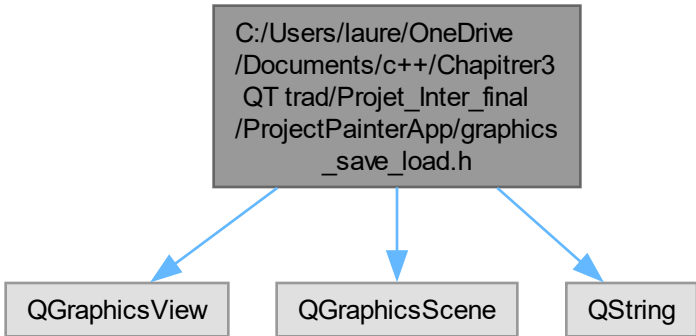 C:/Users/laure/OneDrive
/Documents/c++/Chapitrer3
QT trad/Projet_Inter_final
/ProjectPainterApp/graphics
_save_load.h
QGraphicsView
QGraphicsScene
QString